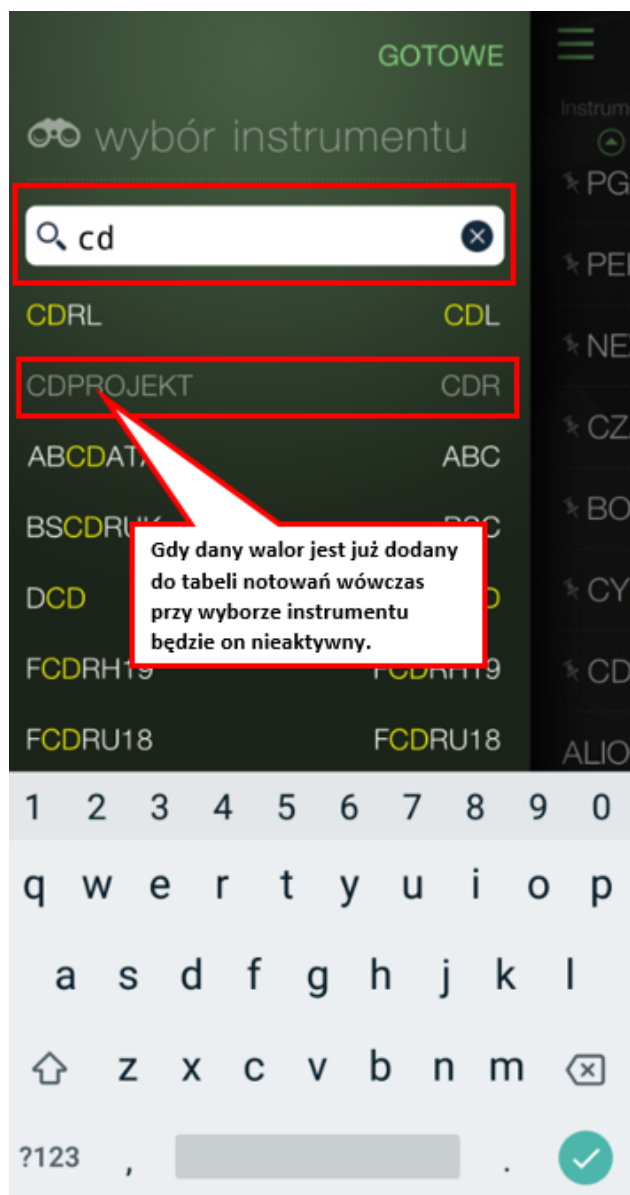 GOTOWE
wybór instrumentu
cd
CDRL CDL
CDPROJEKT CDR
ABCDATA ABC
BSCDRUK BSC
DCD
FCDRH19 FCDRH19
FCDRU18 FCDRU18
Gdy dany walor jest już dodany
do tabeli notowań wówczas
przy wyborze instrumentu
będzie on nieaktywny.
Instrum
PG
PE
NE
CZ
BO
CY
CD
ALIO
1 2 3 4 5 6 7 8 9 0
q w e r t y u i o p
a s d f g h j k l
z x c v b n m
?123 , .